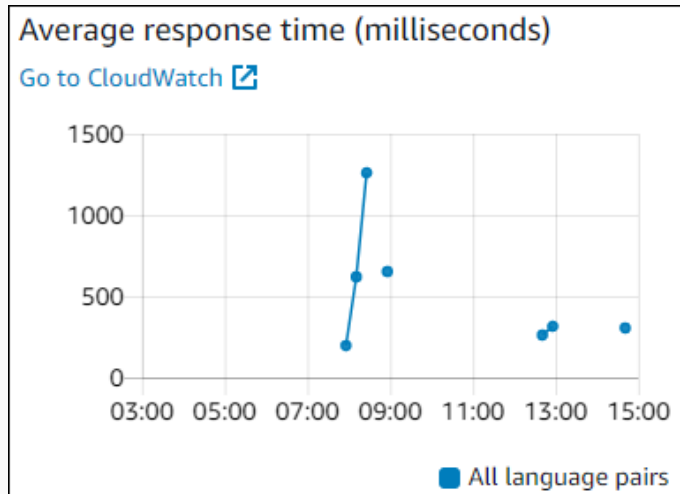 Average response time (milliseconds)
Go to CloudWatch
1500
1000
500
0
03:00 05:00 07:00 09:00 11:00 13:00 15:00
All language pairs